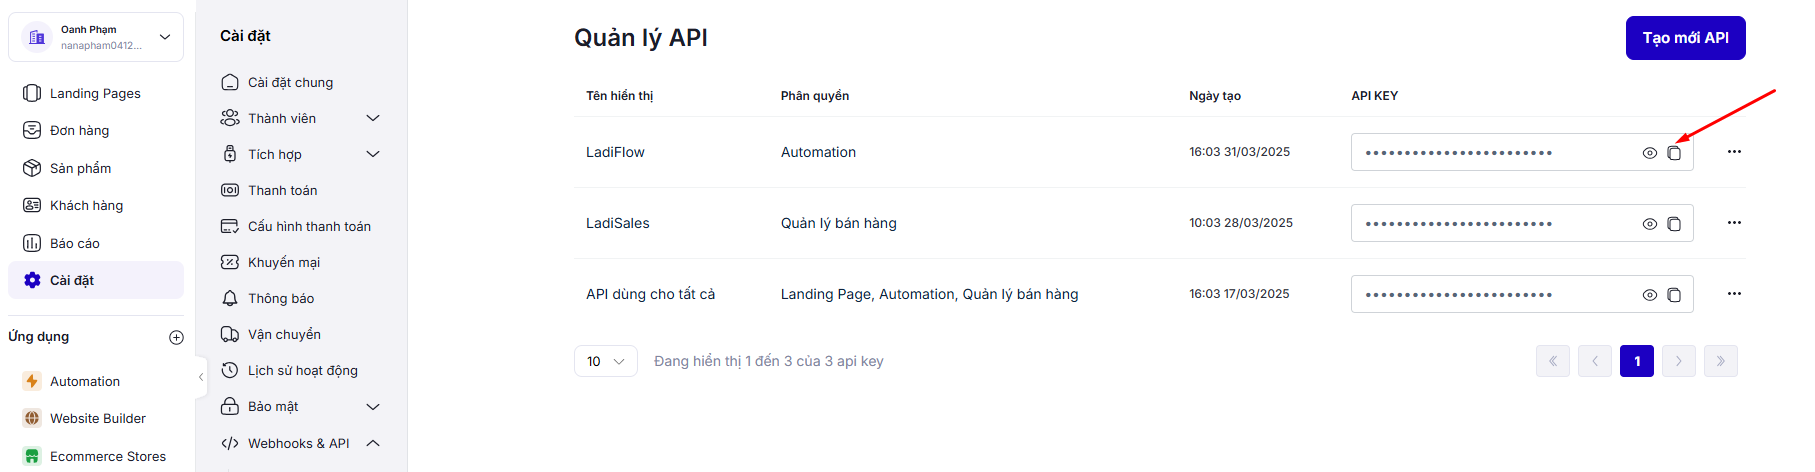 Oanh Phạm
nanapham0412...
Landing Pages
Đơn hàng
Sản phẩm
Khách hàng
Báo cáo
Cài đặt
Ứng dụng
Automation
Website Builder
Ecommerce Stores
Cài đặt
Cài đặt chung
Thành viên
Tích hợp
Thanh toán
Cấu hình thanh toán
Khuyến mại
Thông báo
Vận chuyển
Lịch sử hoạt động
Bảo mật
Webhooks & API
Quản lý API
Tạo mới API
Tên hiển thị Phân quyền Ngày tạo API KEY
LadiFlow Automation 16:03 31/03/2025
LadiSales Quản lý bán hàng 10:03 28/03/2025
API dùng cho tất cả Landing Page, Automation, Quản lý bán hàng 16:03 17/03/2025
10 Đang hiển thị 1 đến 3 của 3 api key 1